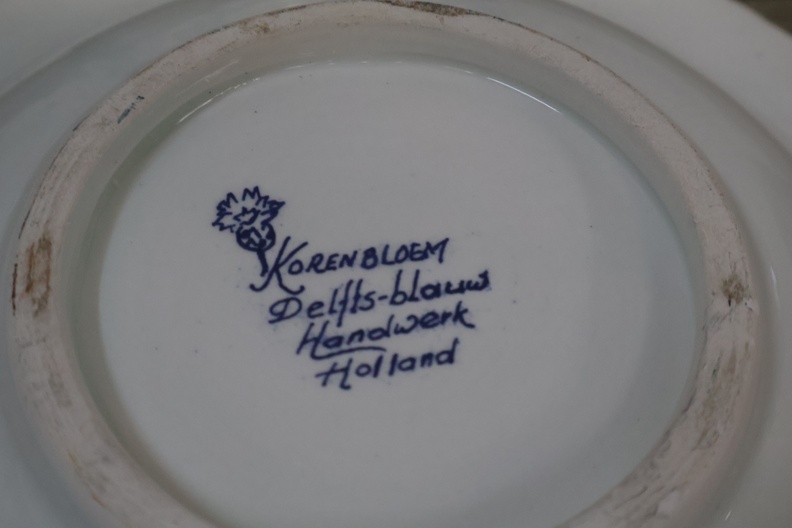 KORENBLOEM
Delfts-blauw
Handwerk
Holland